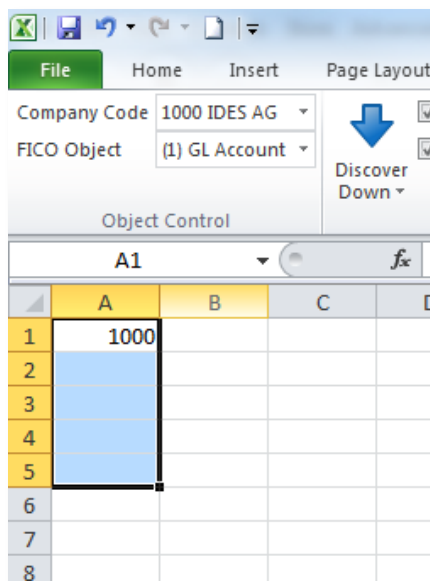 File Home Insert Page Layout
Company Code 1000 IDES AG
FICO Object (1) GL Account
Discover Down
Object Control
A1 fx
A B C
1 1000
2
3
4
5
6
7
8